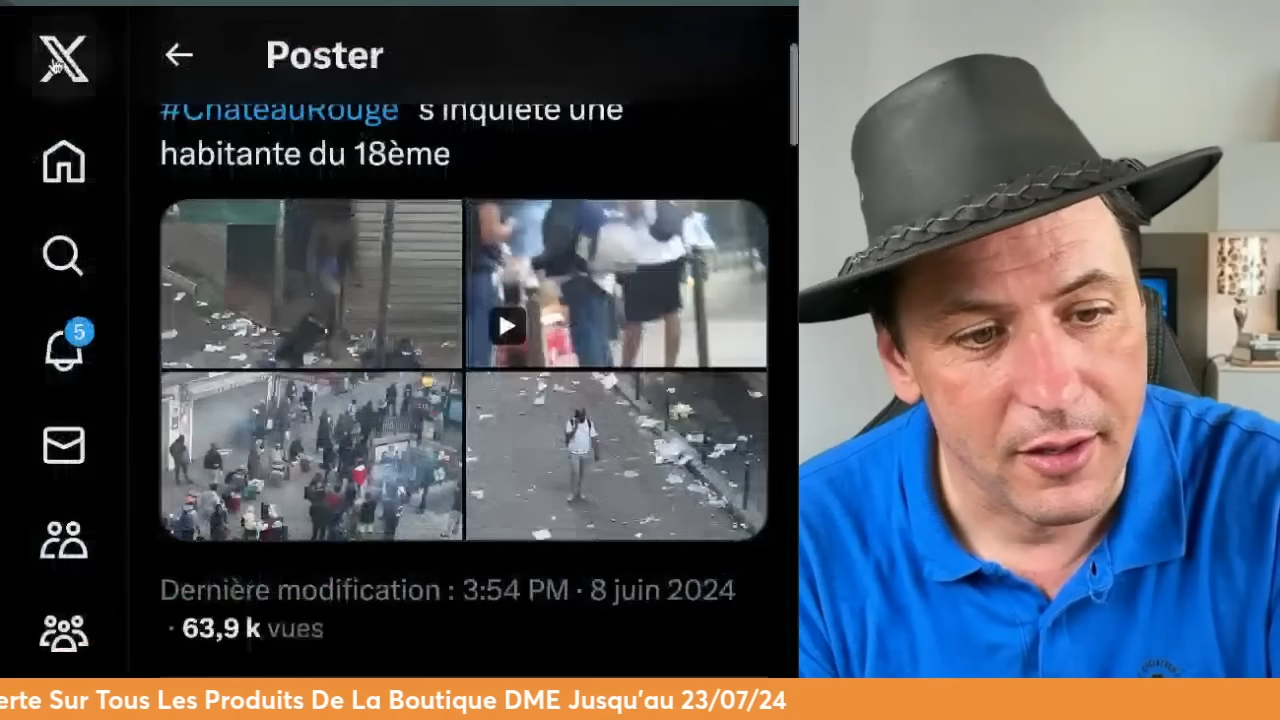 Poster
#ChâteauRouge" s'inquiète une
habitante du 18ème
5
Dernière modification : 3:54 PM · 8 juin 2024
· 63,9 k vues
erte Sur Tous Les Produits De La Boutique DME Jusqu'au 23/07/24